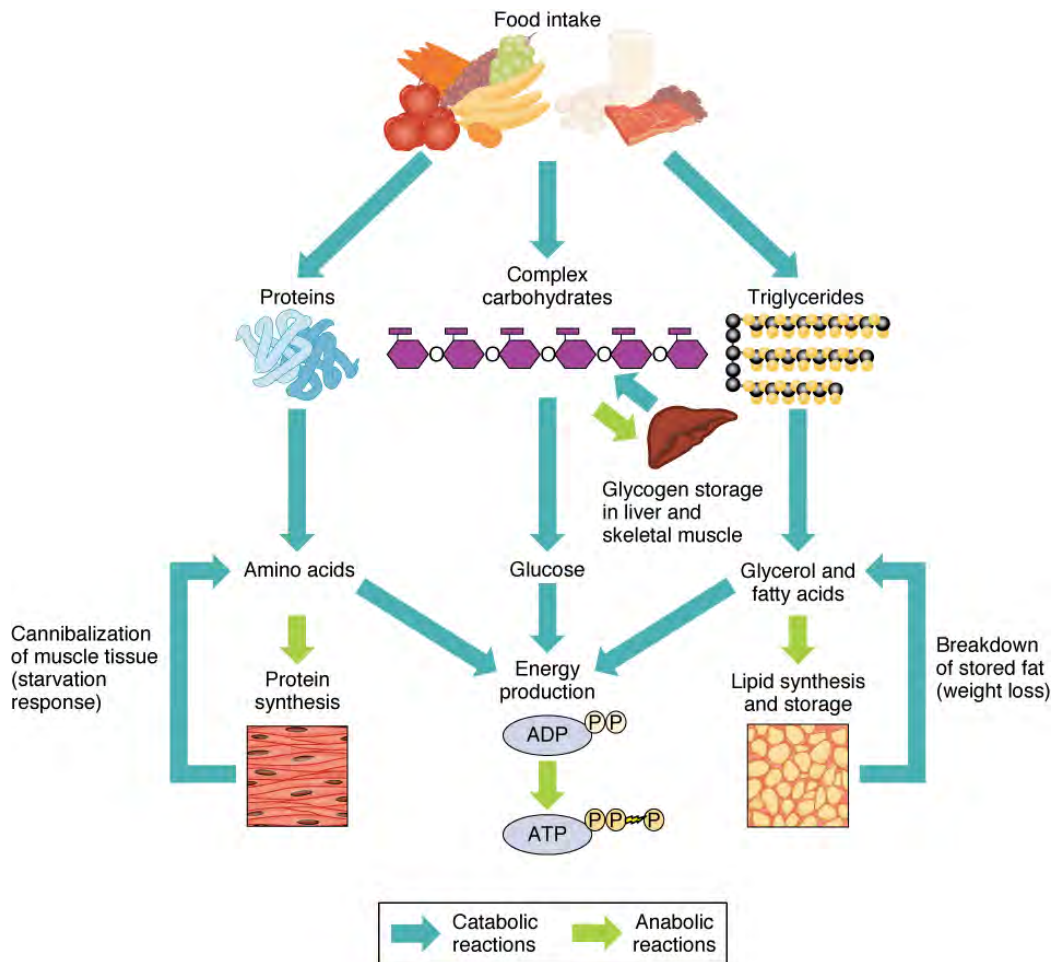 Food intake
Proteins
Complex
carbohydrates
Triglycerides
Glycogen storage
in liver and
skeletal muscle
Amino acids
Glucose
Glycerol and
fatty acids
Cannibalization
of muscle tissue
(starvation
response)
Protein
synthesis
Energy
production
Lipid synthesis
and storage
Breakdown
of stored fat
(weight loss)
ADP P P
ATP P P P
Catabolic
reactions
Anabolic
reactions